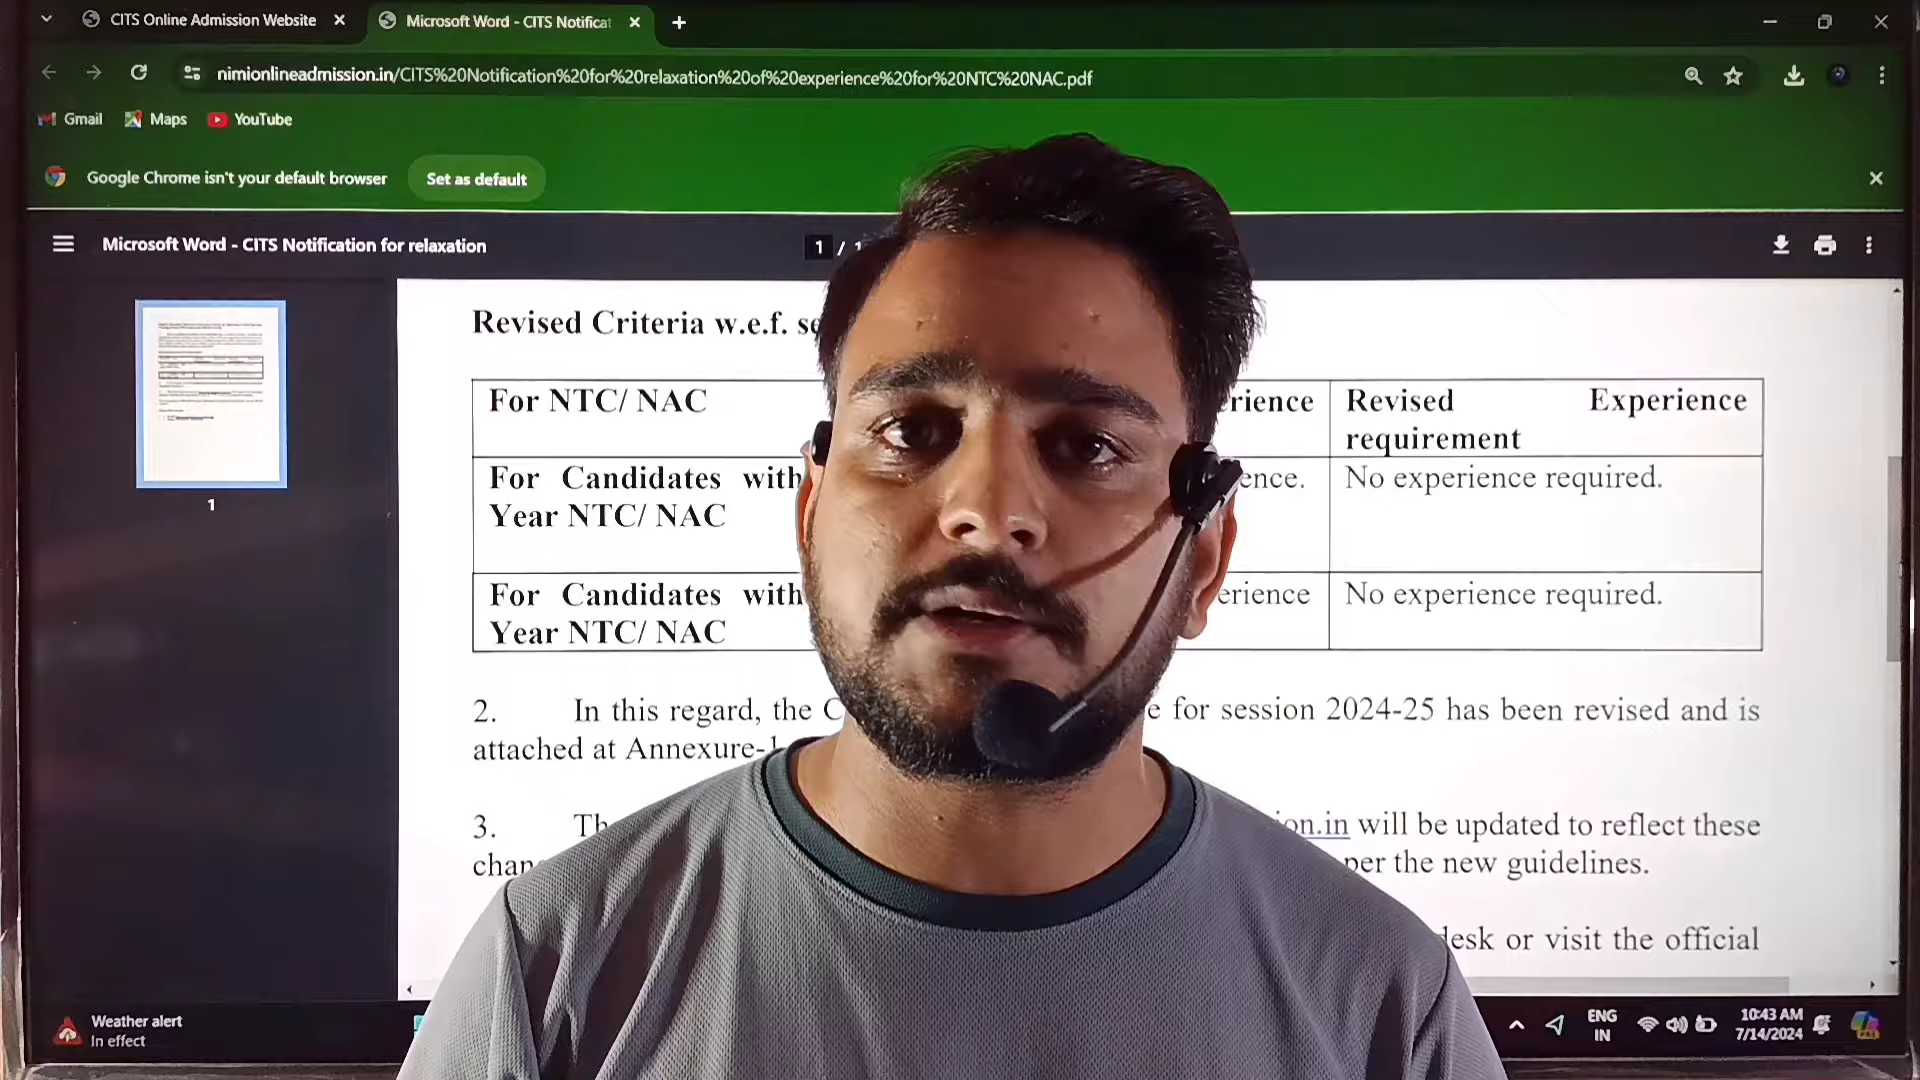 CITS Online Admission Website
Microsoft Word - CITS Notificat
nimionlineadmission.in/CITS%20Notification%20for%20relaxation%20of%20experience%20for%20NTC%20NAC.pdf
Gmail Maps YouTube
Google Chrome isn't your default browser Set as default
Microsoft Word - CITS Notification for relaxation
1 / 1
1
Revised Criteria w.e.f. se
For NTC/ NAC rience Revised Experience
requirement
For Candidates with ence. No experience required.
Year NTC/ NAC
For Candidates with erience No experience required.
Year NTC/ NAC
2. In this regard, the C e for session 2024-25 has been revised and is
attached at Annexure-1
3. Th ion.in will be updated to reflect these
chan per the new guidelines.
desk or visit the official
Weather alert
In effect
ENG
IN
10:43 AM
7/14/2024